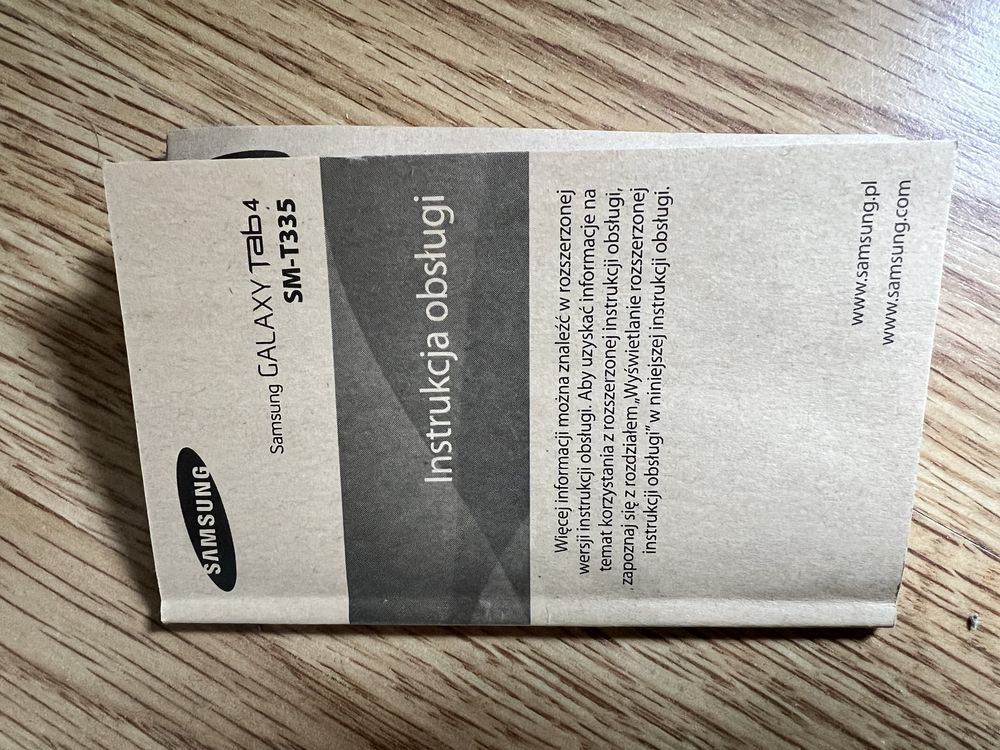 SAMSUNG
Samsung GALAXY Tab 4
SM-T335
Instrukcja obsługi
Więcej informacji można znaleźć w rozszerzonej
wersji instrukcji obsługi. Aby uzyskać informacje na
temat korzystania z rozszerzonej instrukcji obsługi,
zapoznaj się z rozdziałem „Wyświetlanie rozszerzonej
instrukcji obsługi” w niniejszej instrukcji obsługi.
www.samsung.pl
www.samsung.com